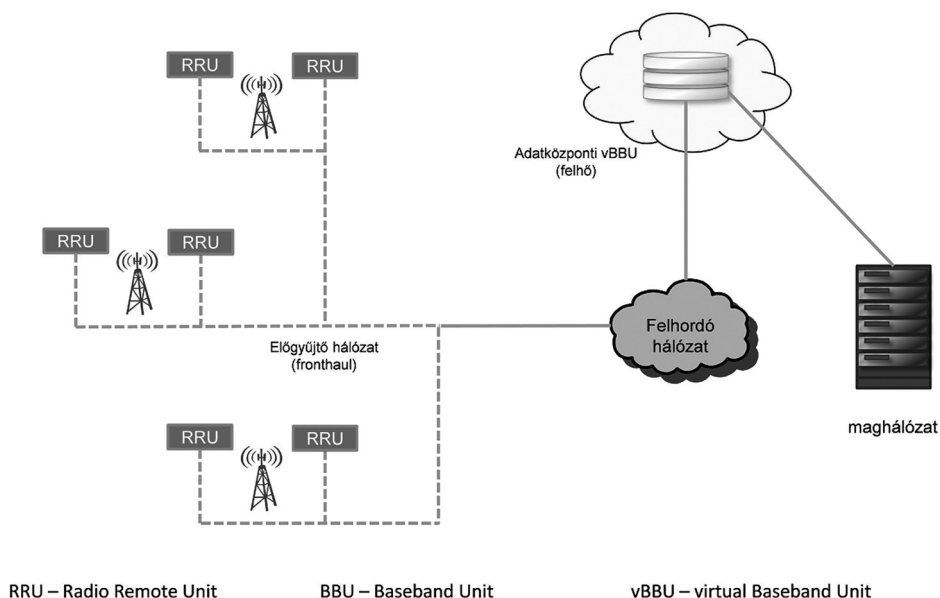 RRU
RRU
Adatközponti vBBU
(felhő)
RRU
RRU
Előgyűjtő hálózat
(fronthaul)
Felhordó
hálózat
maghálózat
RRU
RRU
RRU – Radio Remote Unit
BBU – Baseband Unit
vBBU – virtual Baseband Unit